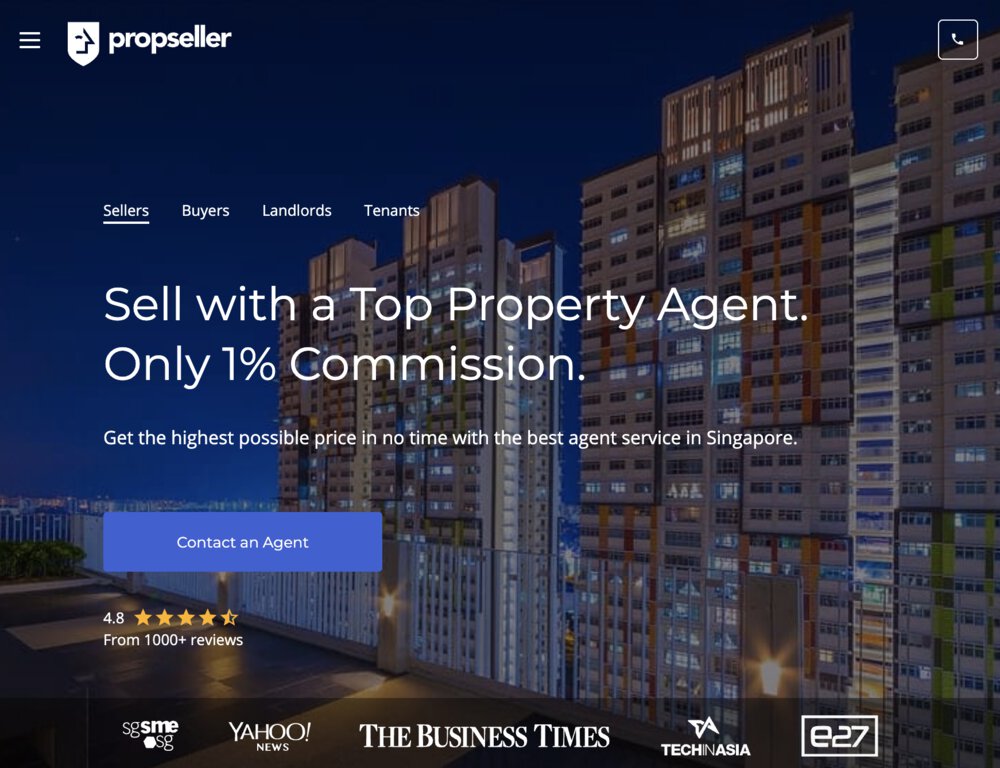 propseller
Sellers Buyers Landlords Tenants
Sell with a Top Property Agent.
Only 1% Commission.
Get the highest possible price in no time with the best agent service in Singapore.
Contact an Agent
4.8
From 1000+ reviews
sgsme
sg
YAHOO!
NEWS
THE BUSINESS TIMES
TECHINASIA
e27